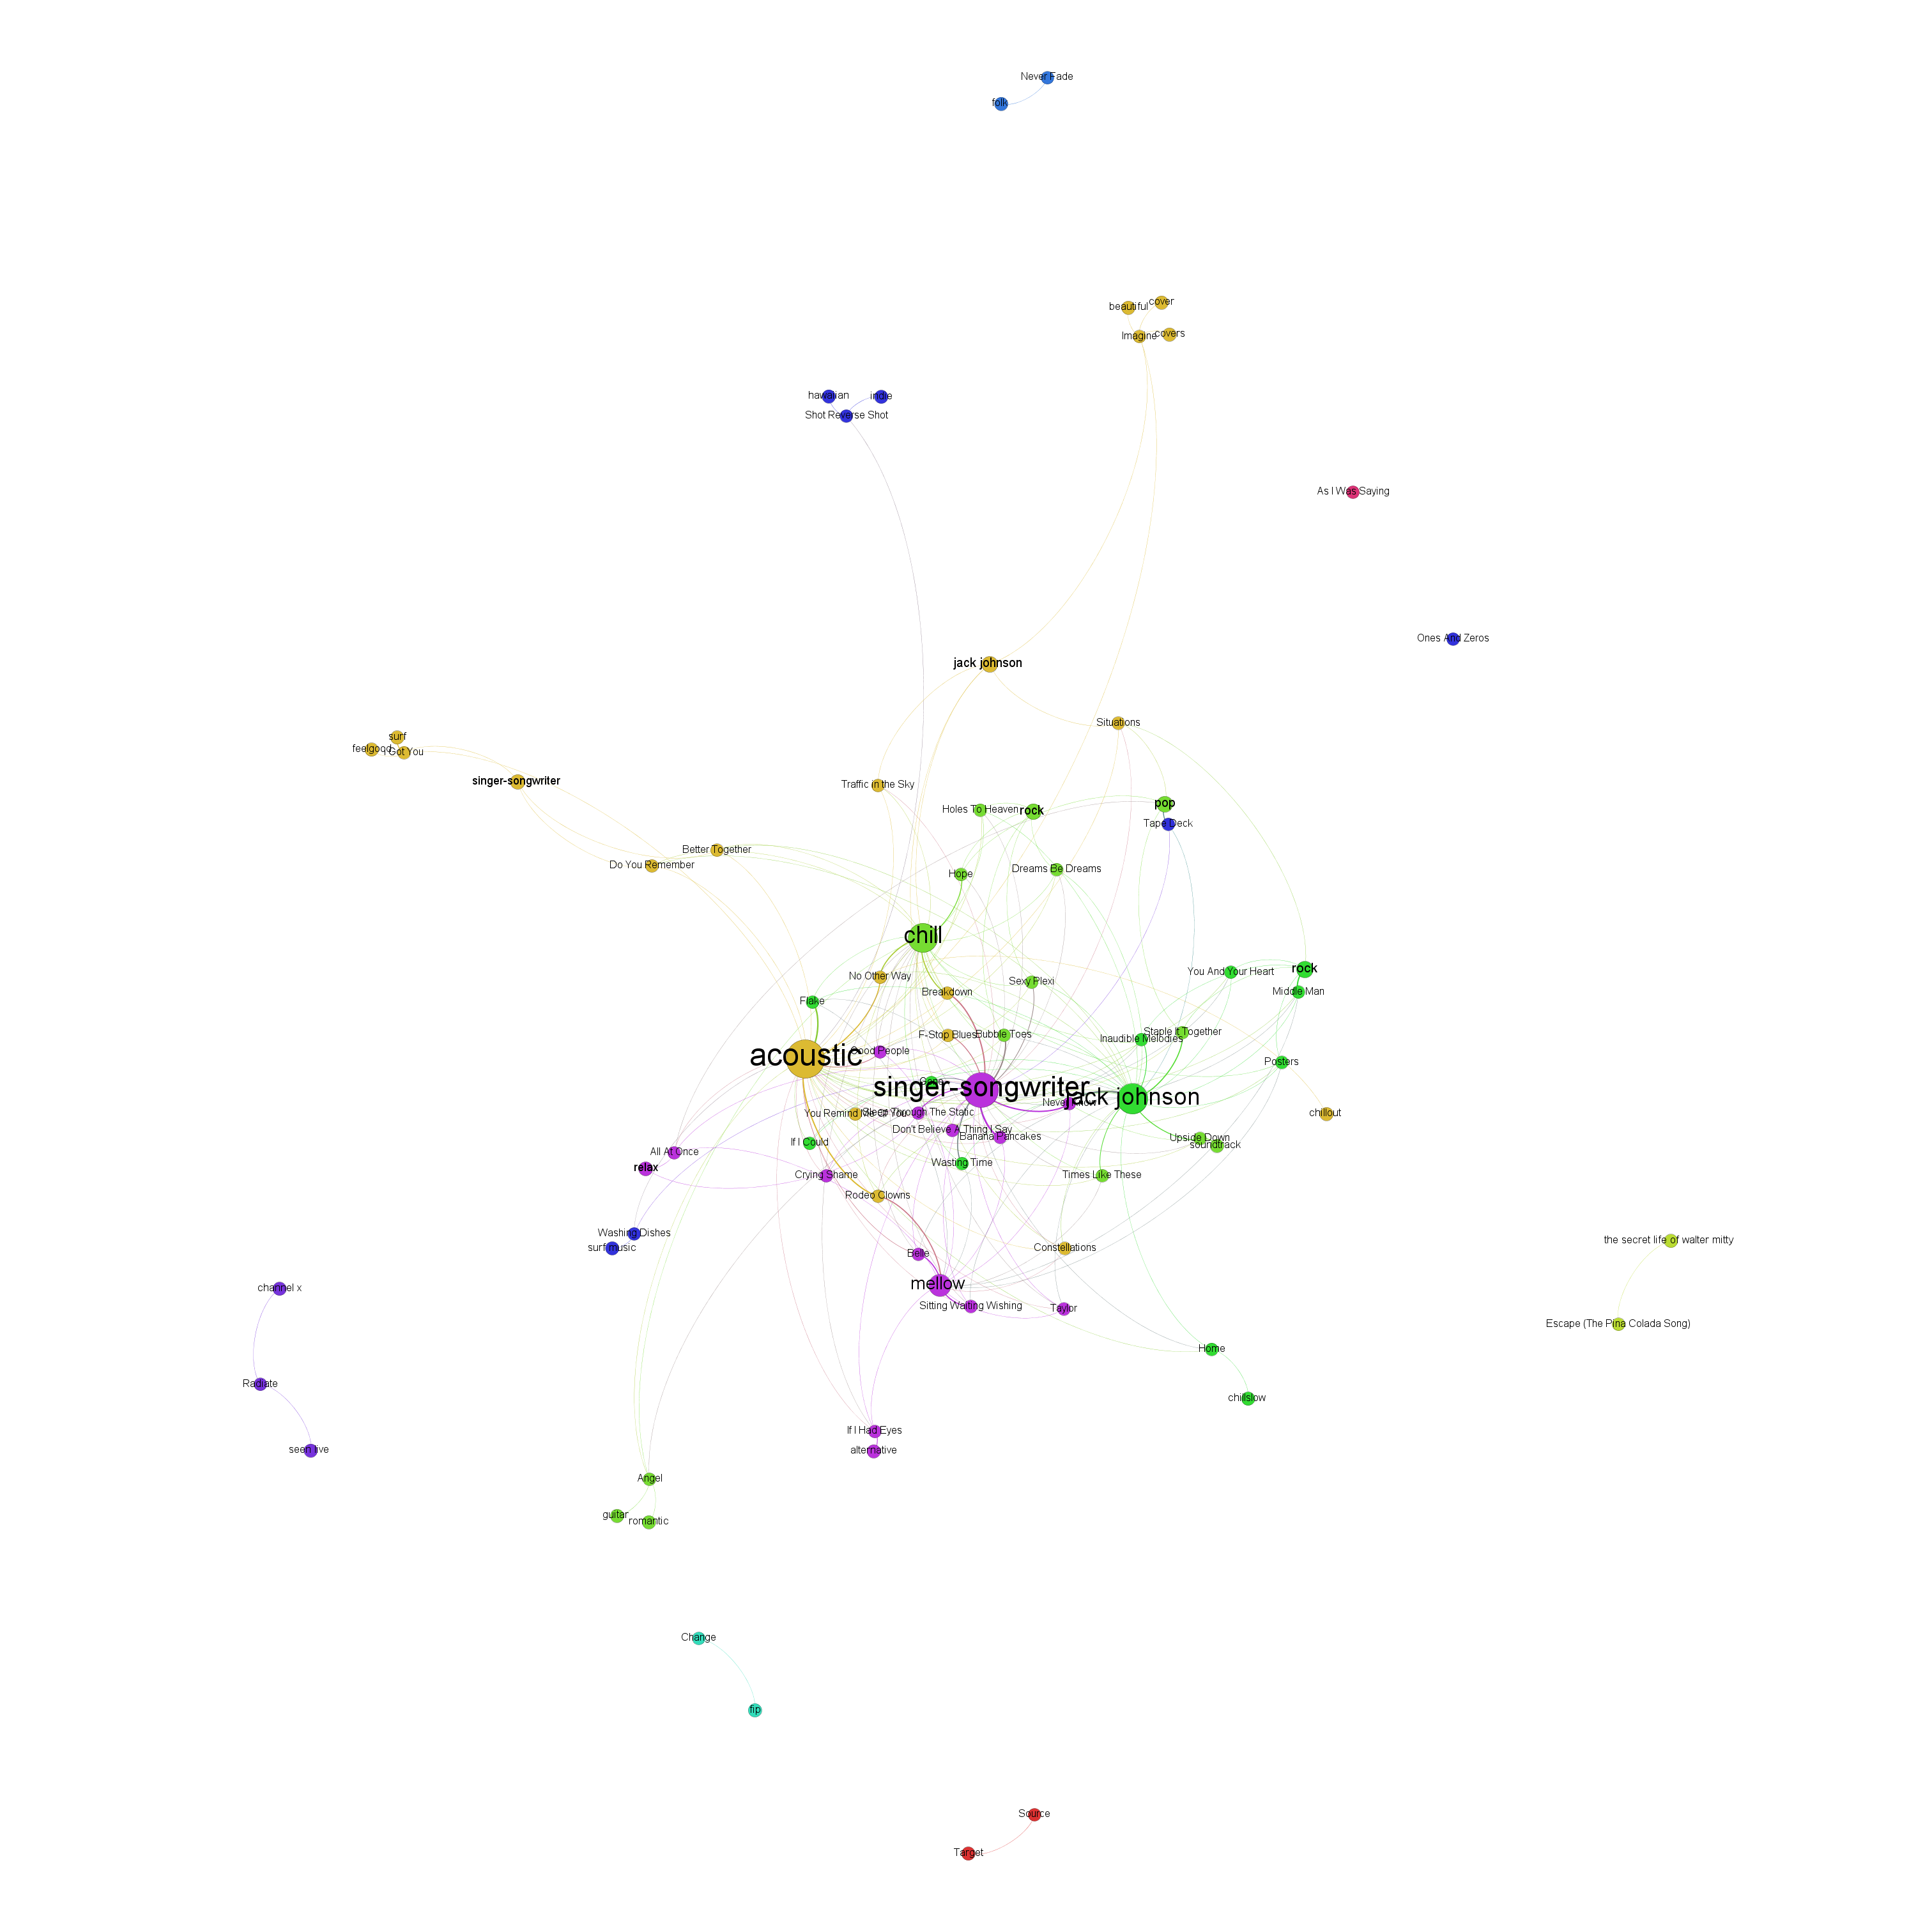 Never Fade
folk
beautiful
cover
Imagine
covers
hawaiian
indie
Shot Reverse Shot
As I Was Saying
Ones And Zeros
jack johnson
Situations
surf
feelgood
I Got You
singer-songwriter
Traffic in the Sky
Holes To Heaven
rock
pop
Tape Deck
Better Together
Do You Remember
Hope
Dreams Be Dreams
chill
No Other Way
Sexy Plexi
You And Your Heart
rock
Breakdown
Middle Man
Flake
F-Stop Blues
Bubble Toes
Staple It Together
Inaudible Melodies
acoustic
Good People
Posters
Gone
singer-songwriter
jack johnson
Never Know
You Remind Me Of You
Sleep Through The Static
chillout
Don't Believe A Thing I Say
Banana Pancakes
If I Could
Upside Down
soundtrack
All At Once
relax
Wasting Time
Crying Shame
Times Like These
Rodeo Clowns
Washing Dishes
surf music
Belle
Constellations
the secret life of walter mitty
mellow
channel x
Sitting Waiting Wishing
Taylor
Escape (The Pina Colada Song)
Home
Radiate
chillslow
If I Had Eyes
alternative
seen live
Angel
guitar
romantic
Change
fip
Source
Target